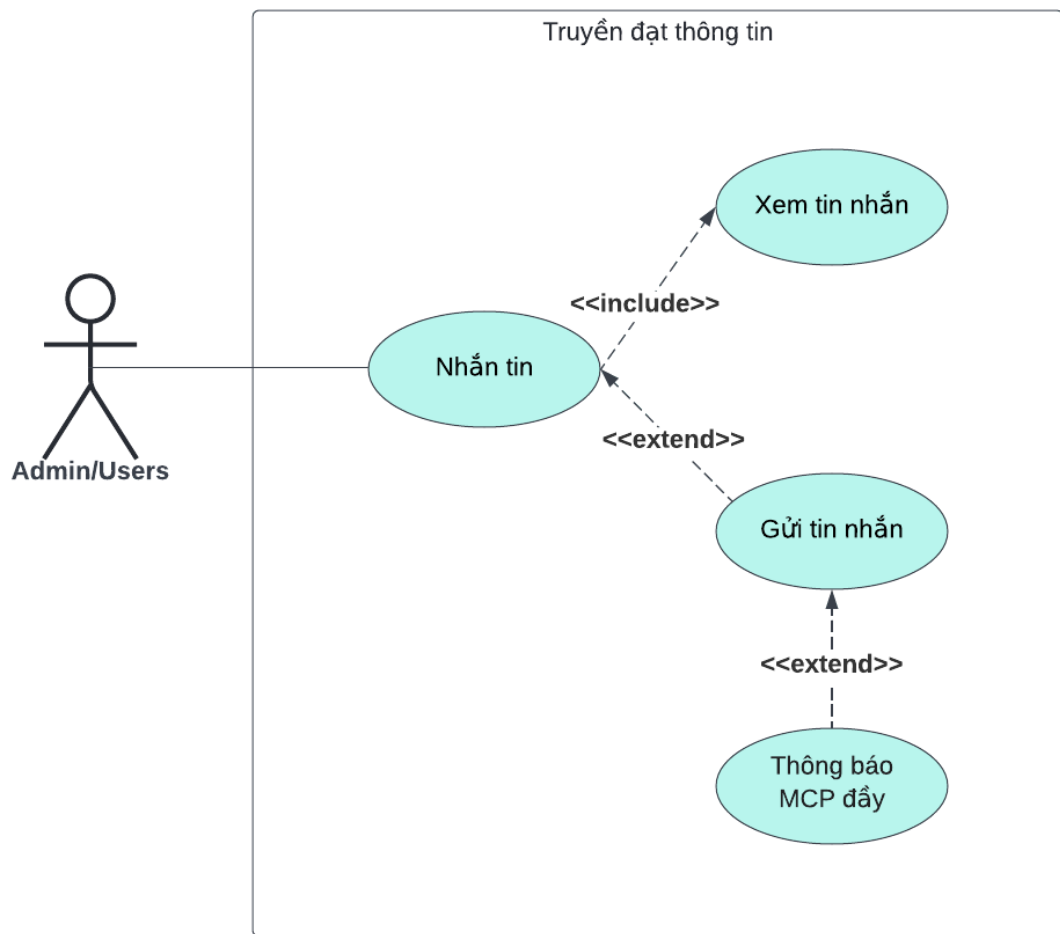 Truyền đạt thông tin
Xem tin nhắn
<<include>>
Nhắn tin
<<extend>>
Admin/Users
Gửi tin nhắn
<<extend>>
Thông báo
MCP đầy